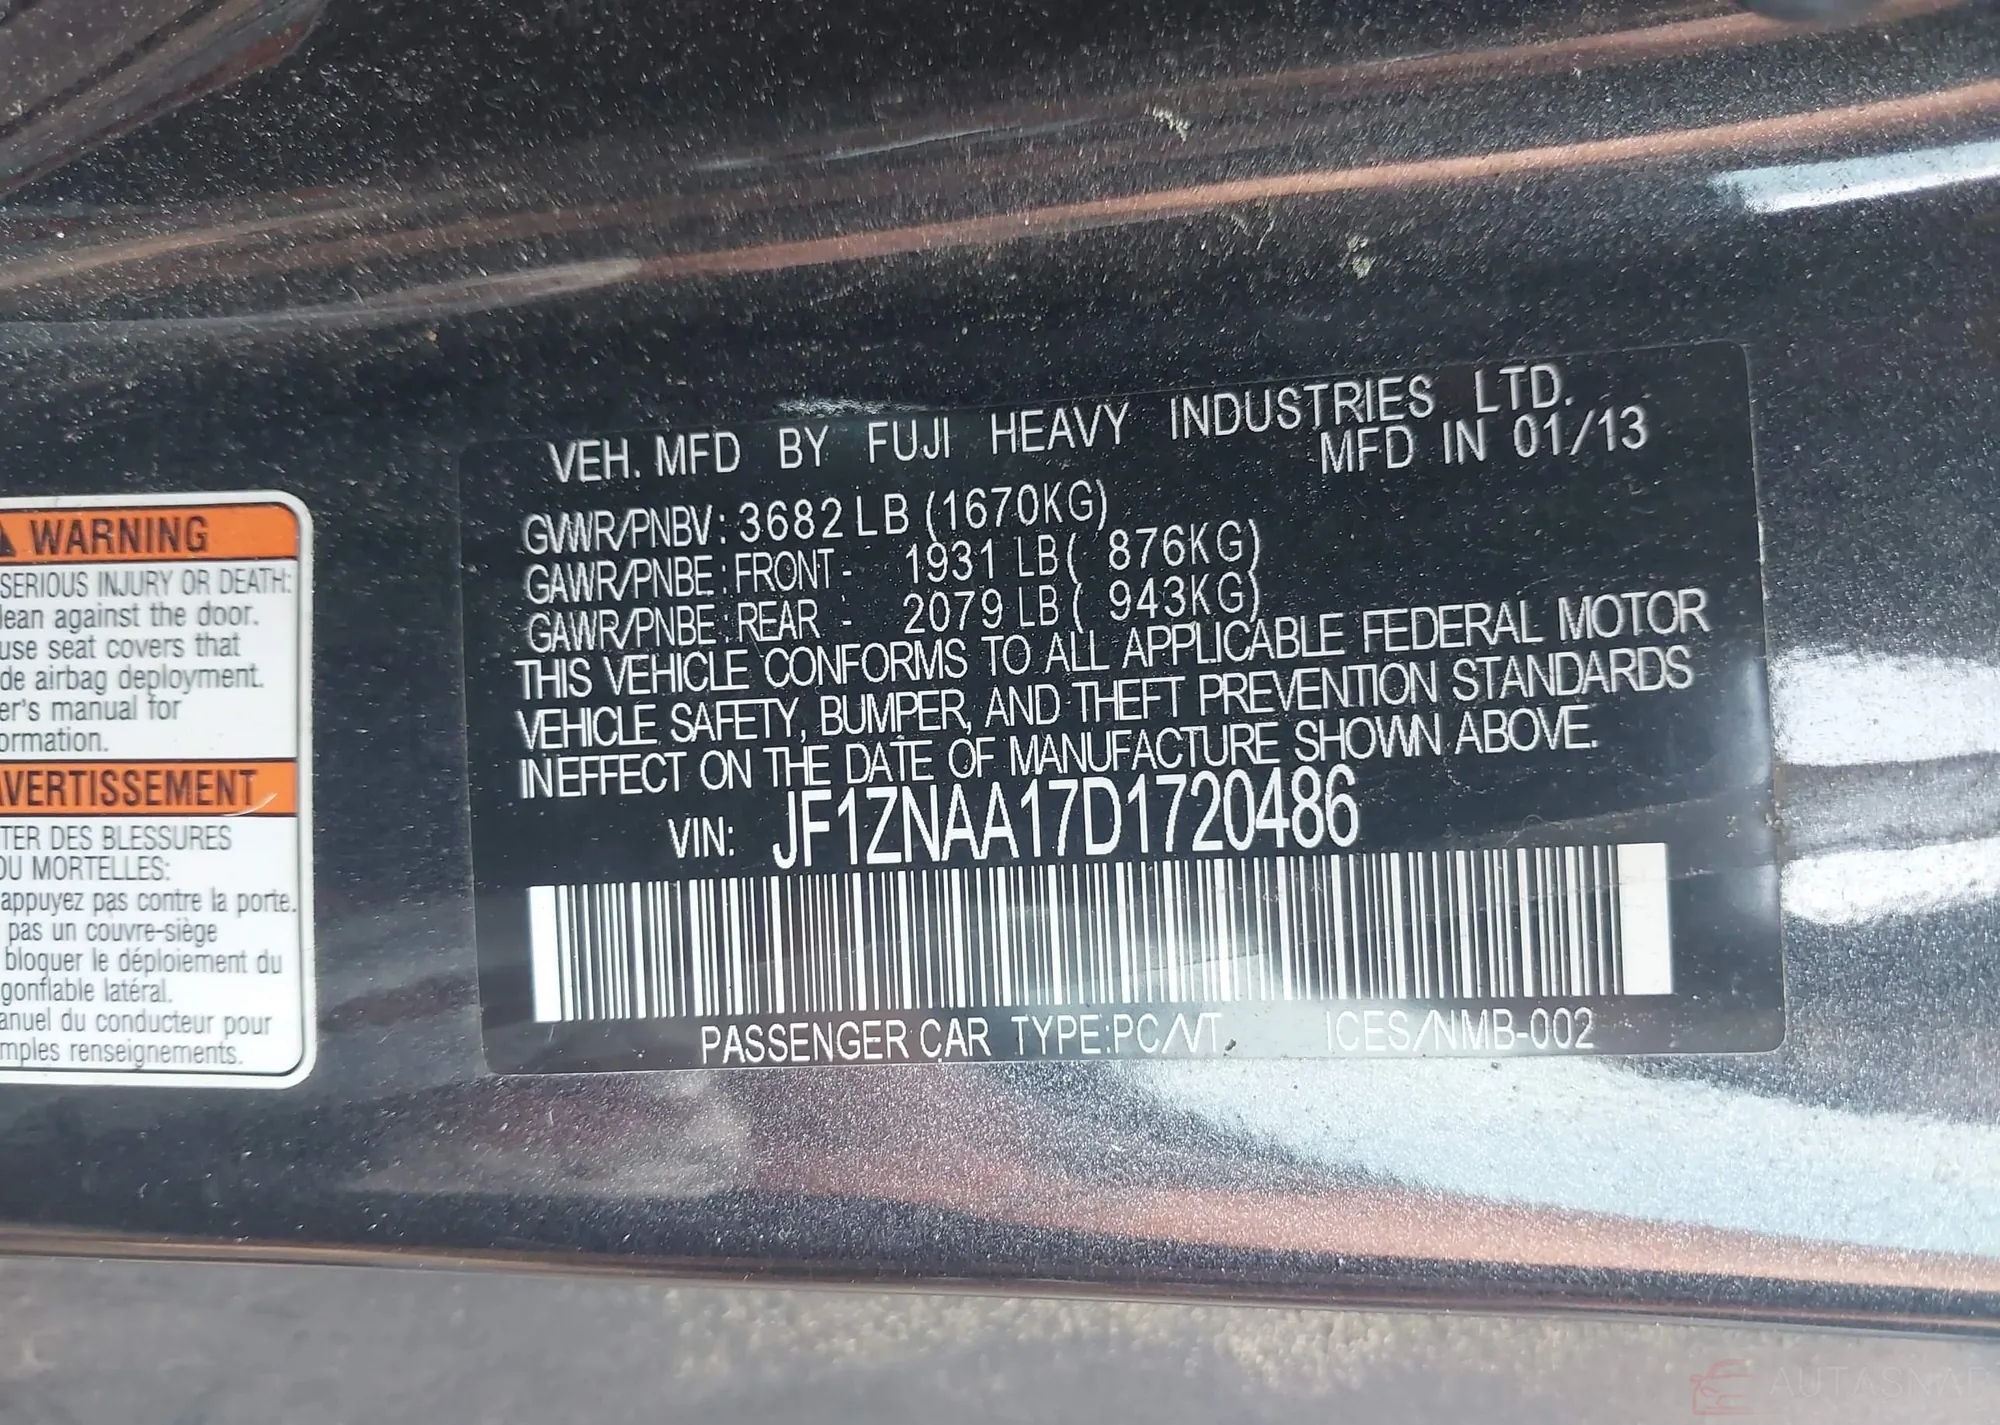 VEH. MFD BY FUJI HEAVY INDUSTRIES LTD.
MFD IN 01/13
GVWR/PNBV: 3682 LB (1670KG)
GAWR/PNBE: FRONT - 1931 LB( 876KG)
GAWR/PNBE: REAR - 2079 LB( 943KG)
THIS VEHICLE CONFORMS TO ALL APPLICABLE FEDERAL MOTOR
VEHICLE SAFETY, BUMPER, AND THEFT PREVENTION STANDARDS
IN EFFECT ON THE DATE OF MANUFACTURE SHOWN ABOVE.
VIN: JF1ZNAA17D1720486
PASSENGER CAR TYPE:PC/VT. ICES/NMB-002
WARNING
SERIOUS INJURY OR DEATH:
lean against the door.
use seat covers that
de airbag deployment.
er's manual for
ormation.
AVERTISSEMENT
TER DES BLESSURES
OU MORTELLES:
appuyez pas contre la porte.
pas un couvre-siège
bloquer le déploiement du
gonflable latéral.
anuel du conducteur pour
mples renseignements.
AUTASNAP